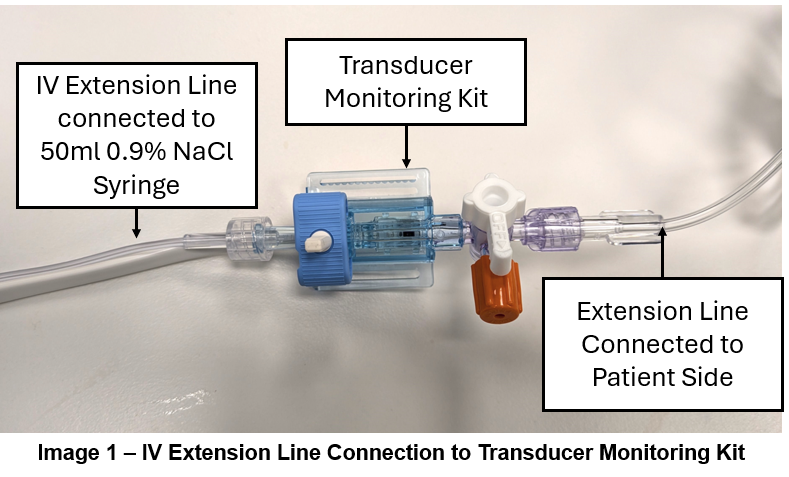 IV Extension Line
connected to
50ml 0.9% NaCl
Syringe
Transducer
Monitoring Kit
Extension Line
Connected to
Patient Side
Image 1 – IV Extension Line Connection to Transducer Monitoring Kit